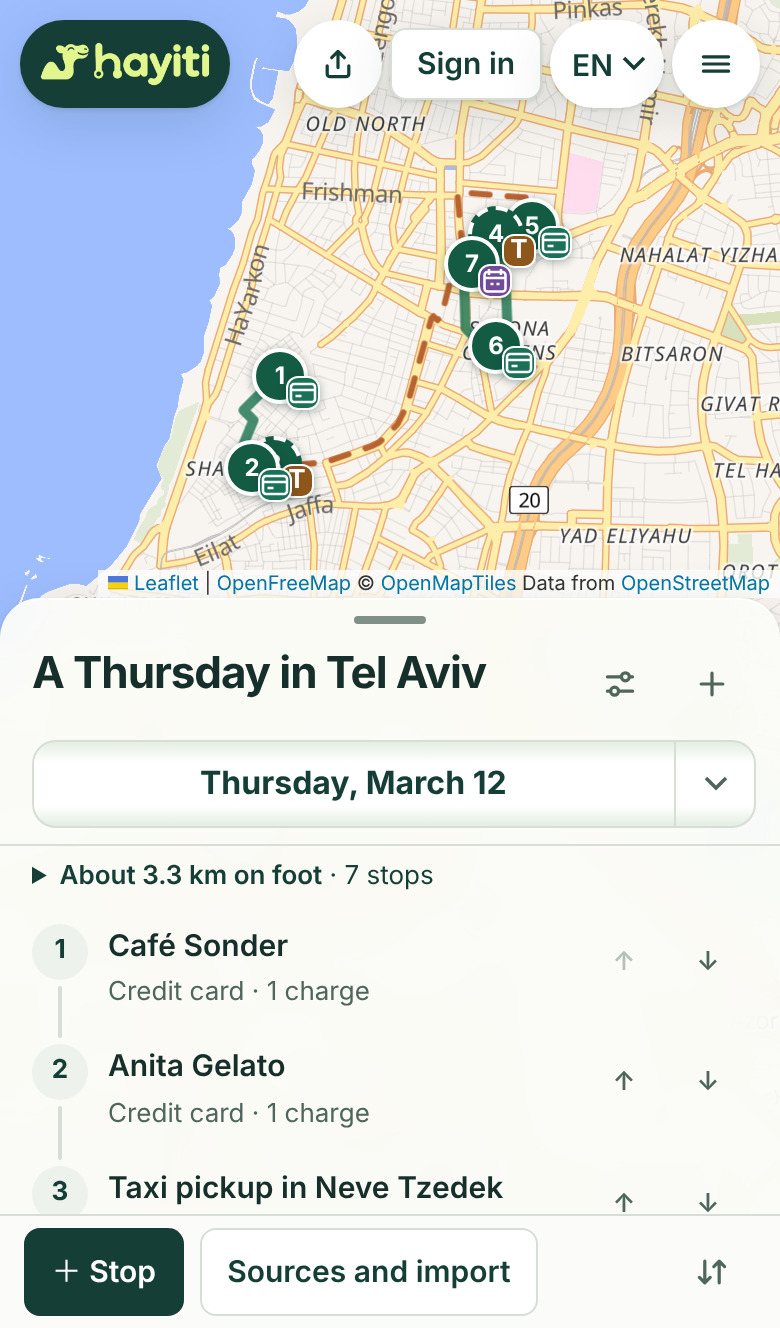 hayiti
Sign in
EN
Pinkas
OLD NORTH
Frishman
HaYarkon
NAHALAT YIZHA
5
4
T
7
6
BITSARON
1
GIVAT R
SHA
2
T
Jaffa
TEL HA
20
Eilat
YAD ELIYAHU
Leaflet | OpenFreeMap © OpenMapTiles Data from OpenStreetMap
A Thursday in Tel Aviv
Thursday, March 12
About 3.3 km on foot · 7 stops
1
Café Sonder
Credit card · 1 charge
2
Anita Gelato
Credit card · 1 charge
3
Taxi pickup in Neve Tzedek
+ Stop
Sources and import